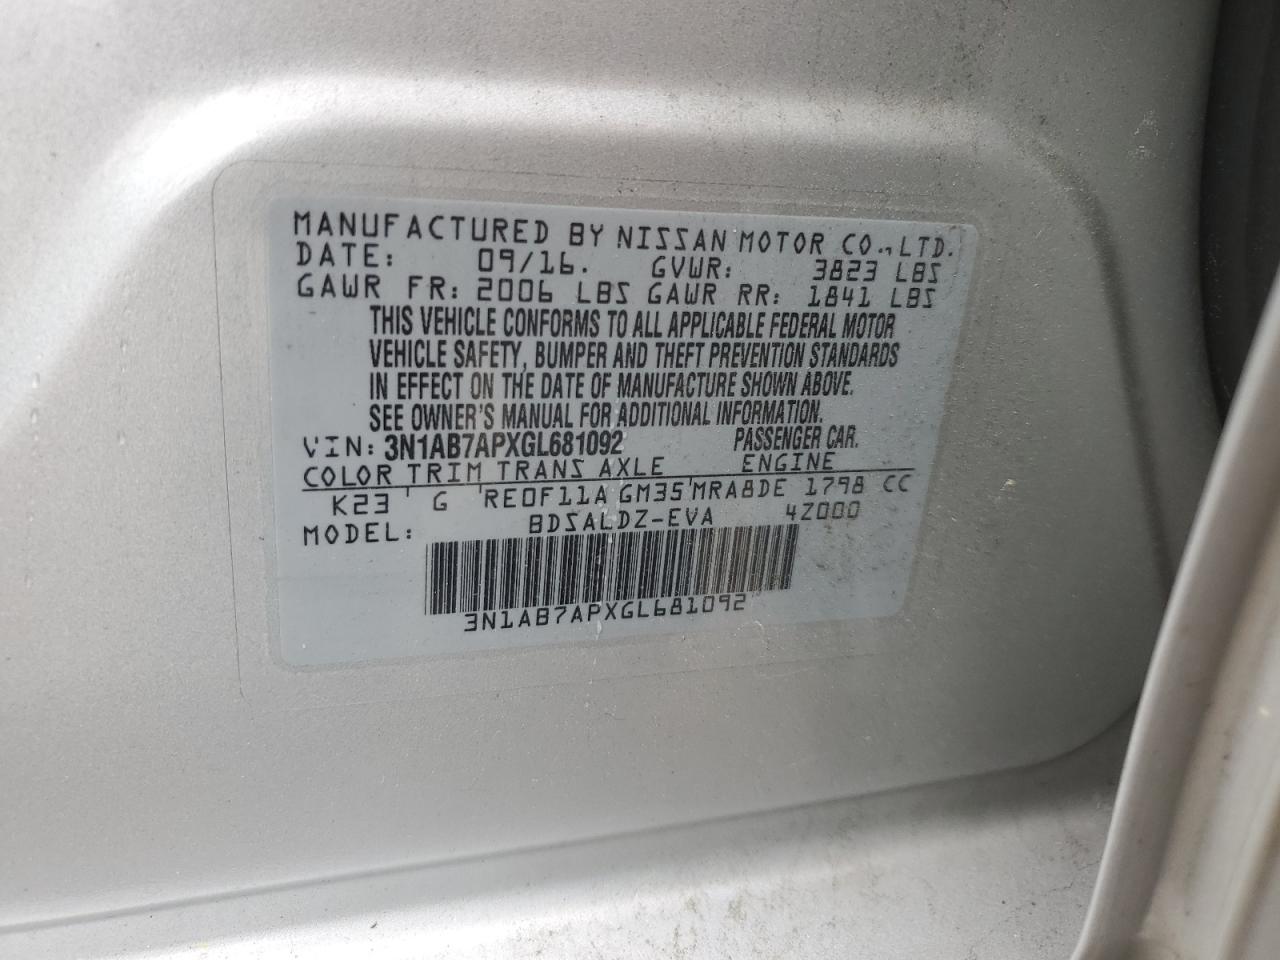 MANUFACTURED BY NISSAN MOTOR CO.,LTD.
DATE: 09/16. GVWR: 3823 LBS
GAWR FR: 2006 LBS GAWR RR: 1841 LBS
THIS VEHICLE CONFORMS TO ALL APPLICABLE FEDERAL MOTOR
VEHICLE SAFETY, BUMPER AND THEFT PREVENTION STANDARDS
IN EFFECT ON THE DATE OF MANUFACTURE SHOWN ABOVE.
SEE OWNER'S MANUAL FOR ADDITIONAL INFORMATION.
VIN: 3N1AB7APXGL681092 PASSENGER CAR.
COLOR TRIM TRANS AXLE ENGINE
K23 G RE0F11A GM35 MRA8DE 1798 CC
MODEL: BDSALDZ-EVA 4Z000
3N1AB7APXGL681092